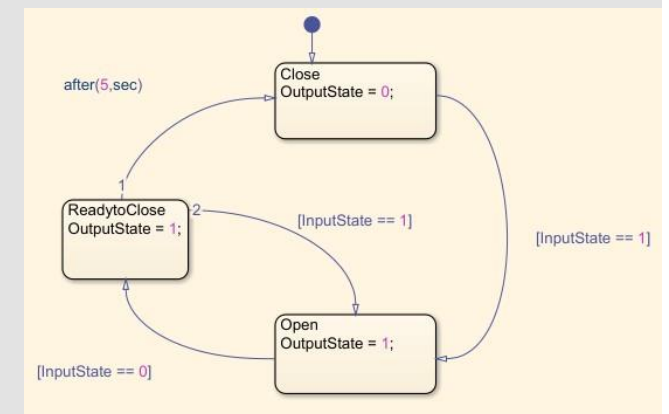 Close
OutputState = 0;
after(5,sec)
1
ReadytoClose
OutputState = 1;
2
[InputState == 1]
[InputState == 1]
Open
OutputState = 1;
[InputState == 0]